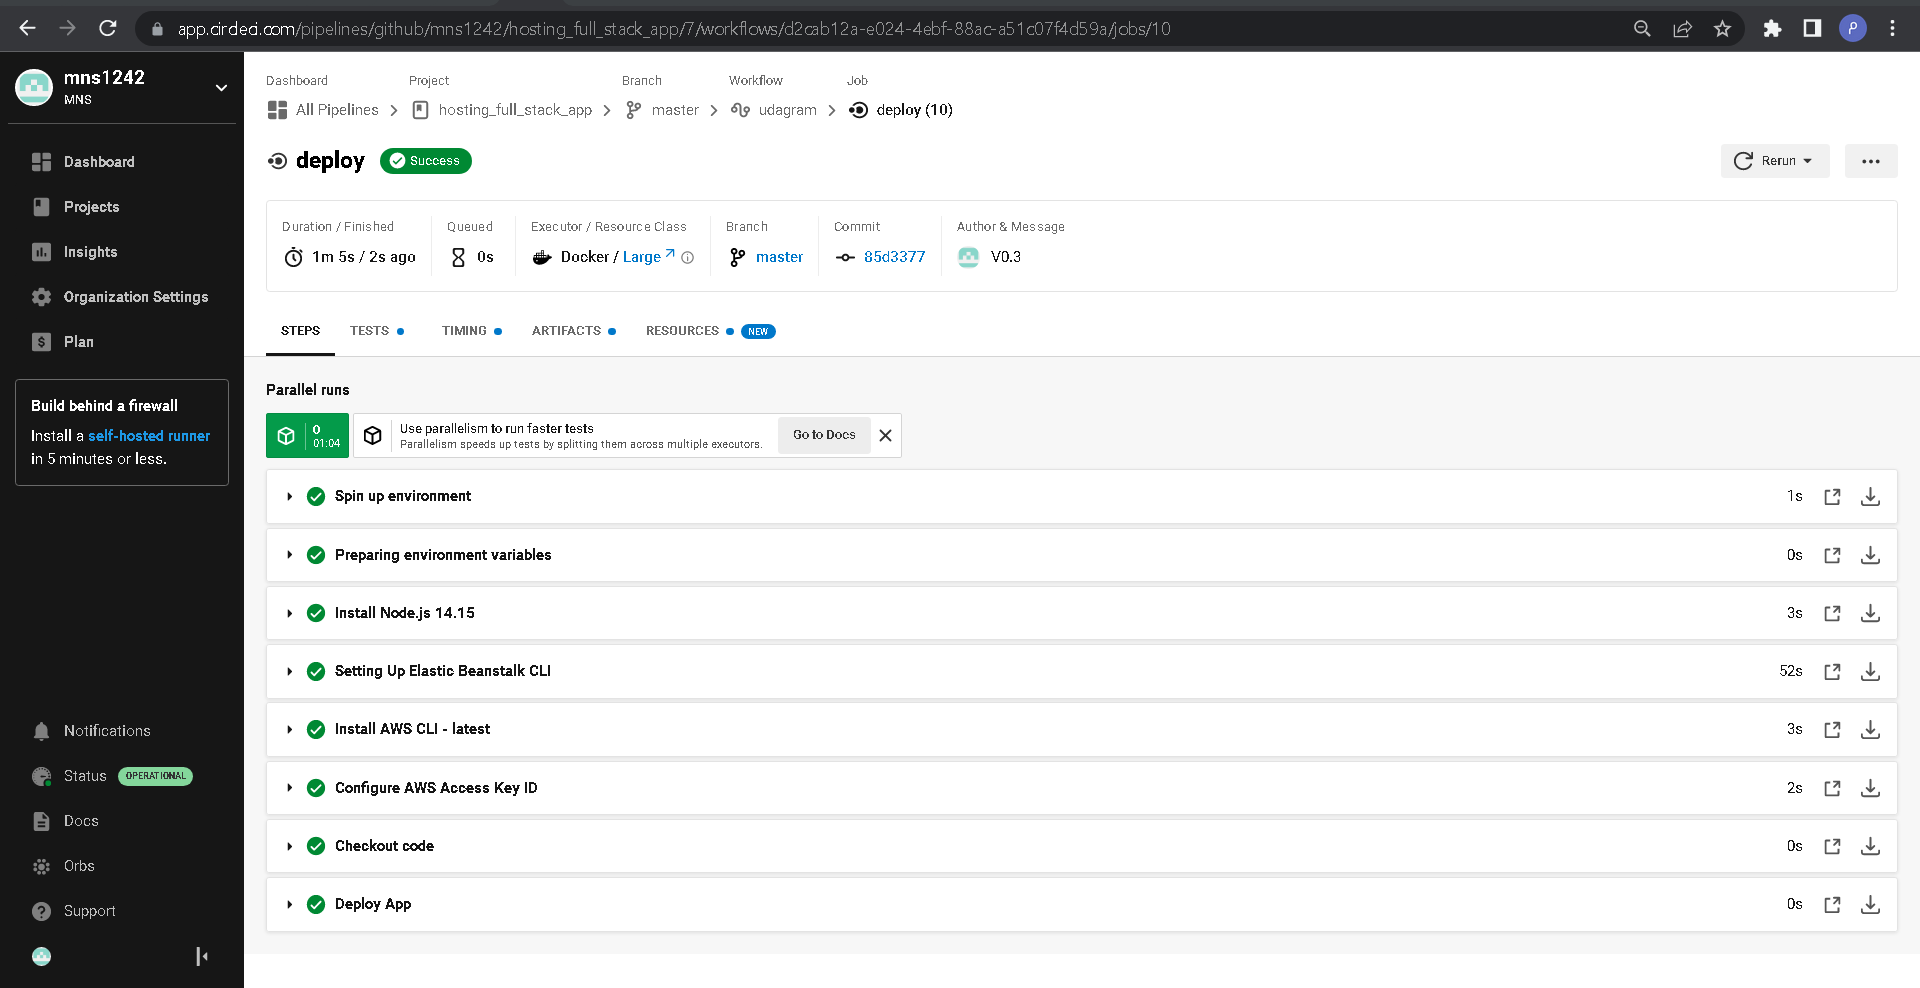 app.circleci.com/pipelines/github/mns1242/hosting_full_stack_app/7/workflows/d2cab12a-e024-4ebf-88ac-a51c07f4d59a/jobs/10
P
mns1242
MNS
Dashboard
Projects
Insights
Organization Settings
Plan
Build behind a firewall
Install a self-hosted runner
in 5 minutes or less.
Notifications
Status OPERATIONAL
Docs
Orbs
Support
Dashboard Project Branch Workflow Job
All Pipelines hosting_full_stack_app master udagram deploy (10)
deploy Success
Rerun
Duration / Finished Queued Executor / Resource Class Branch Commit Author & Message
1m 5s / 2s ago 0s Docker / Large master 85d3377 V0.3
STEPS TESTS TIMING ARTIFACTS RESOURCES NEW
Parallel runs
0
01:04
Use parallelism to run faster tests
Parallelism speeds up tests by splitting them across multiple executors.
Go to Docs
Spin up environment 1s
Preparing environment variables 0s
Install Node.js 14.15 3s
Setting Up Elastic Beanstalk CLI 52s
Install AWS CLI - latest 3s
Configure AWS Access Key ID 2s
Checkout code 0s
Deploy App 0s